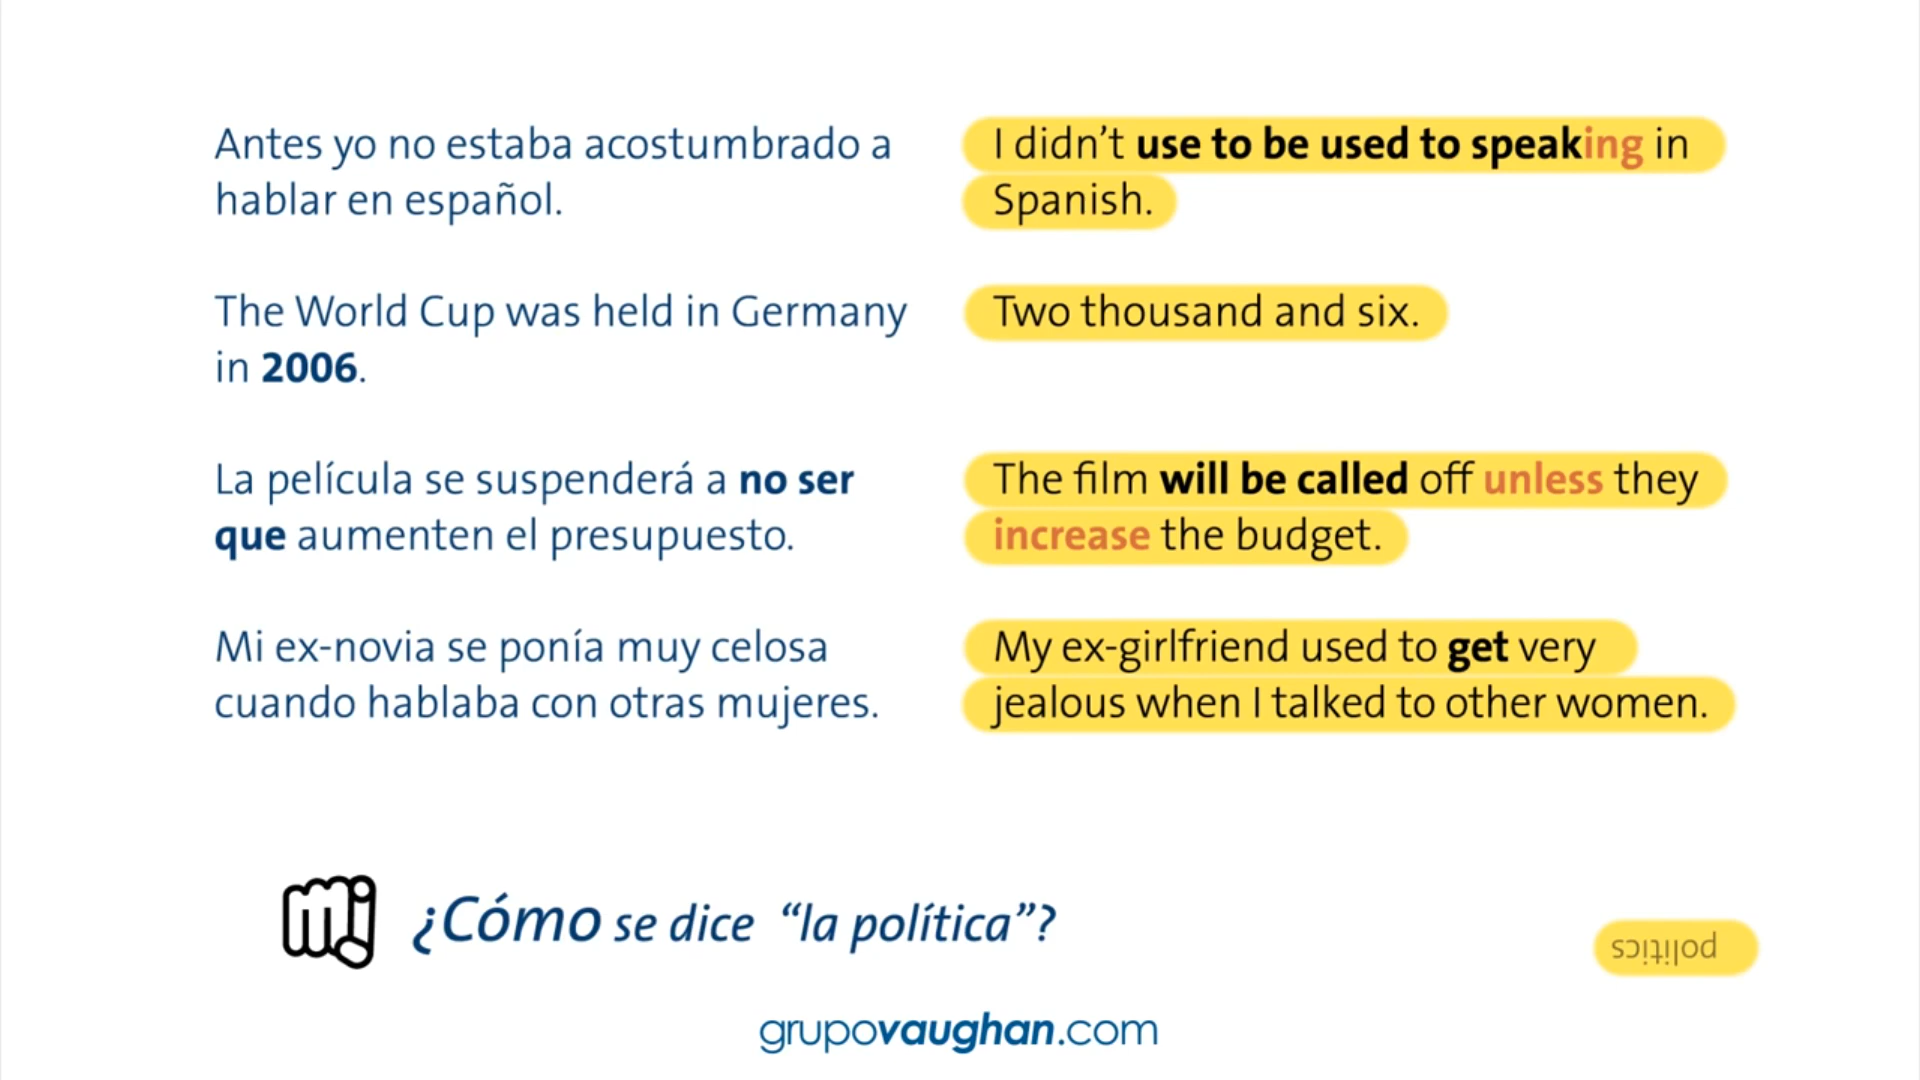 Antes yo no estaba acostumbrado a
hablar en español.
I didn’t use to be used to speaking in
Spanish.
The World Cup was held in Germany
in 2006.
Two thousand and six.
La película se suspenderá a no ser
que aumenten el presupuesto.
The film will be called off unless they
increase the budget.
Mi ex-novia se ponía muy celosa
cuando hablaba con otras mujeres.
My ex-girlfriend used to get very
jealous when I talked to other women.
¿Cómo se dice “la política”?
politics
grupovaughan.com